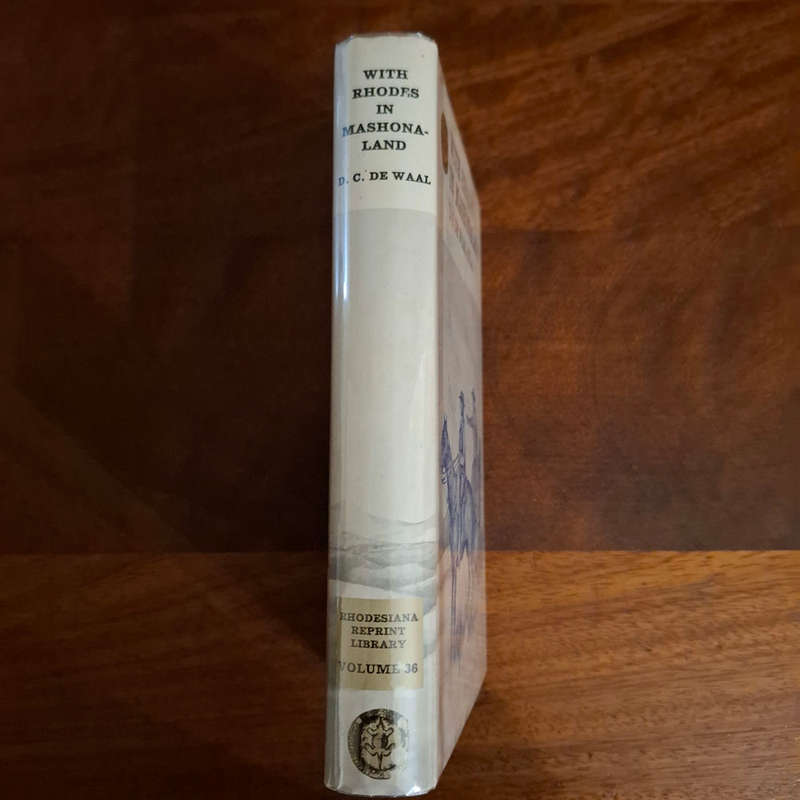 WITH
RHODES
IN
MASHONA-
LAND
D. C. DE WAAL
RHODESIANA
REPRINT
LIBRARY
VOLUME 36